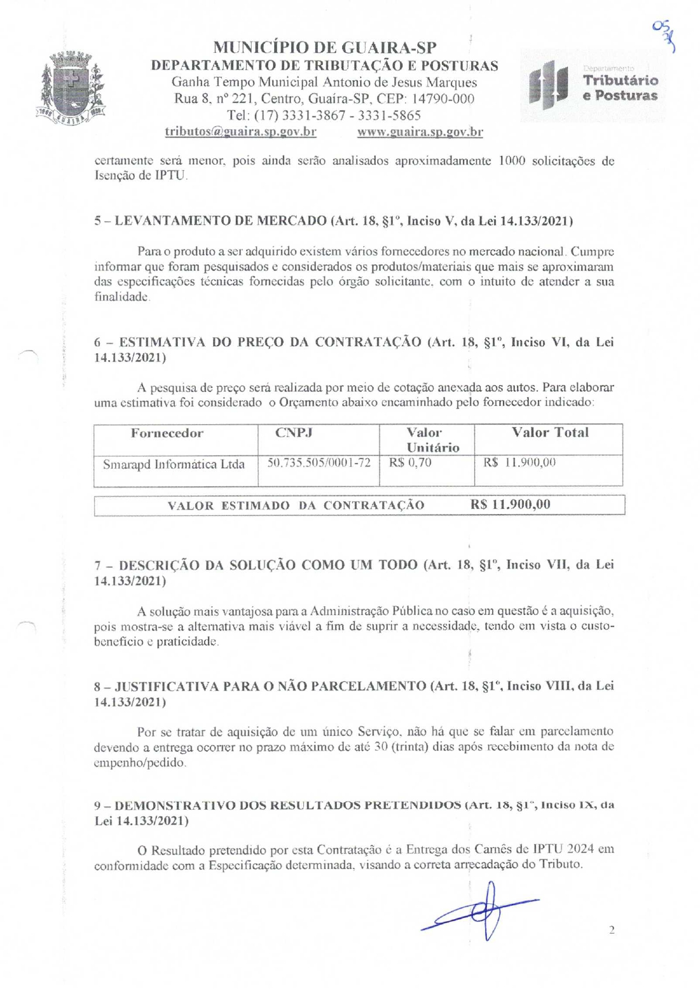 05
MUNICÍPIO DE GUAIRA-SP
DEPARTAMENTO DE TRIBUTAÇÃO E POSTURAS
Ganha Tempo Municipal Antonio de Jesus Marques
Rua 8, nº 221, Centro, Guaíra-SP, CEP: 14790-000
Tel: (17) 3331-3867 - 3331-5865
tributos@guaira.sp.gov.br www.guaira.sp.gov.br
GUAIRA
Departamento
Tributário
e Posturas
certamente será menor, pois ainda serão analisados aproximadamente 1000 solicitações de
Isenção de IPTU.
5 – LEVANTAMENTO DE MERCADO (Art. 18, §1º, Inciso V, da Lei 14.133/2021)
Para o produto a ser adquirido existem vários fornecedores no mercado nacional. Cumpre
informar que foram pesquisados e considerados os produtos/materiais que mais se aproximaram
das especificações técnicas fornecidas pelo órgão solicitante, com o intuito de atender a sua
finalidade.
6 – ESTIMATIVA DO PREÇO DA CONTRATAÇÃO (Art. 18, §1º, Inciso VI, da Lei
14.133/2021)
A pesquisa de preço será realizada por meio de cotação anexada aos autos. Para elaborar
uma estimativa foi considerado o Orçamento abaixo encaminhado pelo fornecedor indicado:
Fornecedor CNPJ Valor Unitário Valor Total
Smarapd Informática Ltda 50.735.505/0001-72 R$ 0,70 R$ 11.900,00
VALOR ESTIMADO DA CONTRATAÇÃO R$ 11.900,00
7 – DESCRIÇÃO DA SOLUÇÃO COMO UM TODO (Art. 18, §1º, Inciso VII, da Lei
14.133/2021)
A solução mais vantajosa para a Administração Pública no caso em questão é a aquisição,
pois mostra-se a alternativa mais viável a fim de suprir a necessidade, tendo em vista o custo-
benefício e praticidade.
8 – JUSTIFICATIVA PARA O NÃO PARCELAMENTO (Art. 18, §1º, Inciso VIII, da Lei
14.133/2021)
Por se tratar de aquisição de um único Serviço, não há que se falar em parcelamento
devendo a entrega ocorrer no prazo máximo de até 30 (trinta) dias após recebimento da nota de
empenho/pedido.
9 – DEMONSTRATIVO DOS RESULTADOS PRETENDIDOS (Art. 18, §1º, Inciso IX, da
Lei 14.133/2021)
O Resultado pretendido por esta Contratação é a Entrega dos Carnês de IPTU 2024 em
conformidade com a Especificação determinada, visando a correta arrecadação do Tributo.
2